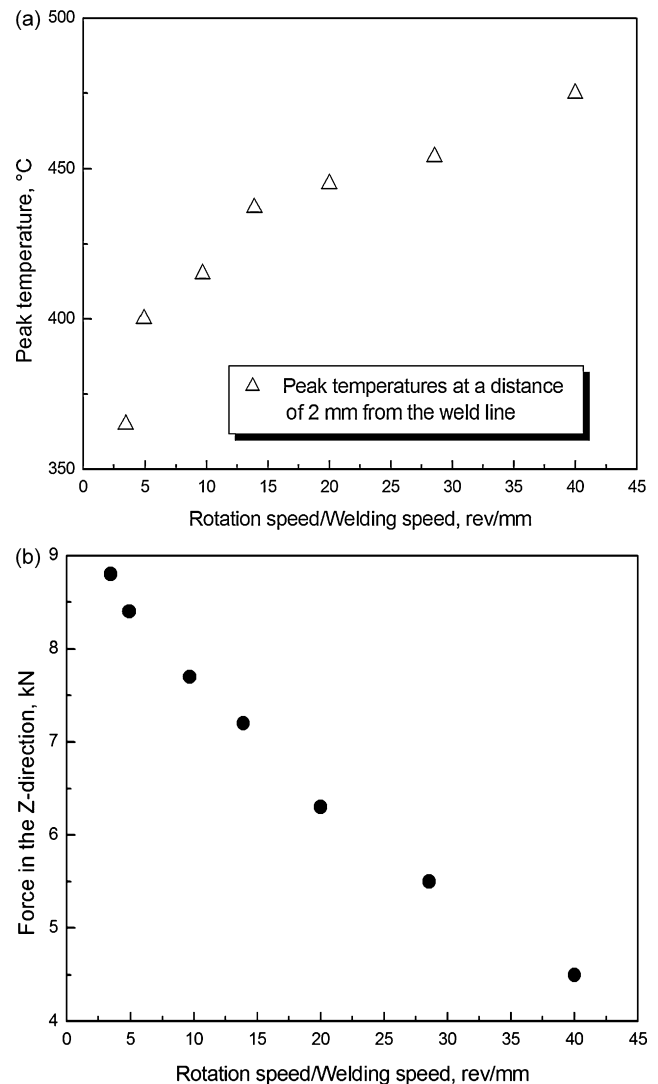 (a)
500
450
400
350
Peak temperature, °C
Peak temperatures at a distance
of 2 mm from the weld line
0 5 10 15 20 25 30 35 40 45
Rotation speed/Welding speed, rev/mm
(b)
9
8
7
6
5
4
Force in the Z-direction, kN
0 5 10 15 20 25 30 35 40 45
Rotation speed/Welding speed, rev/mm